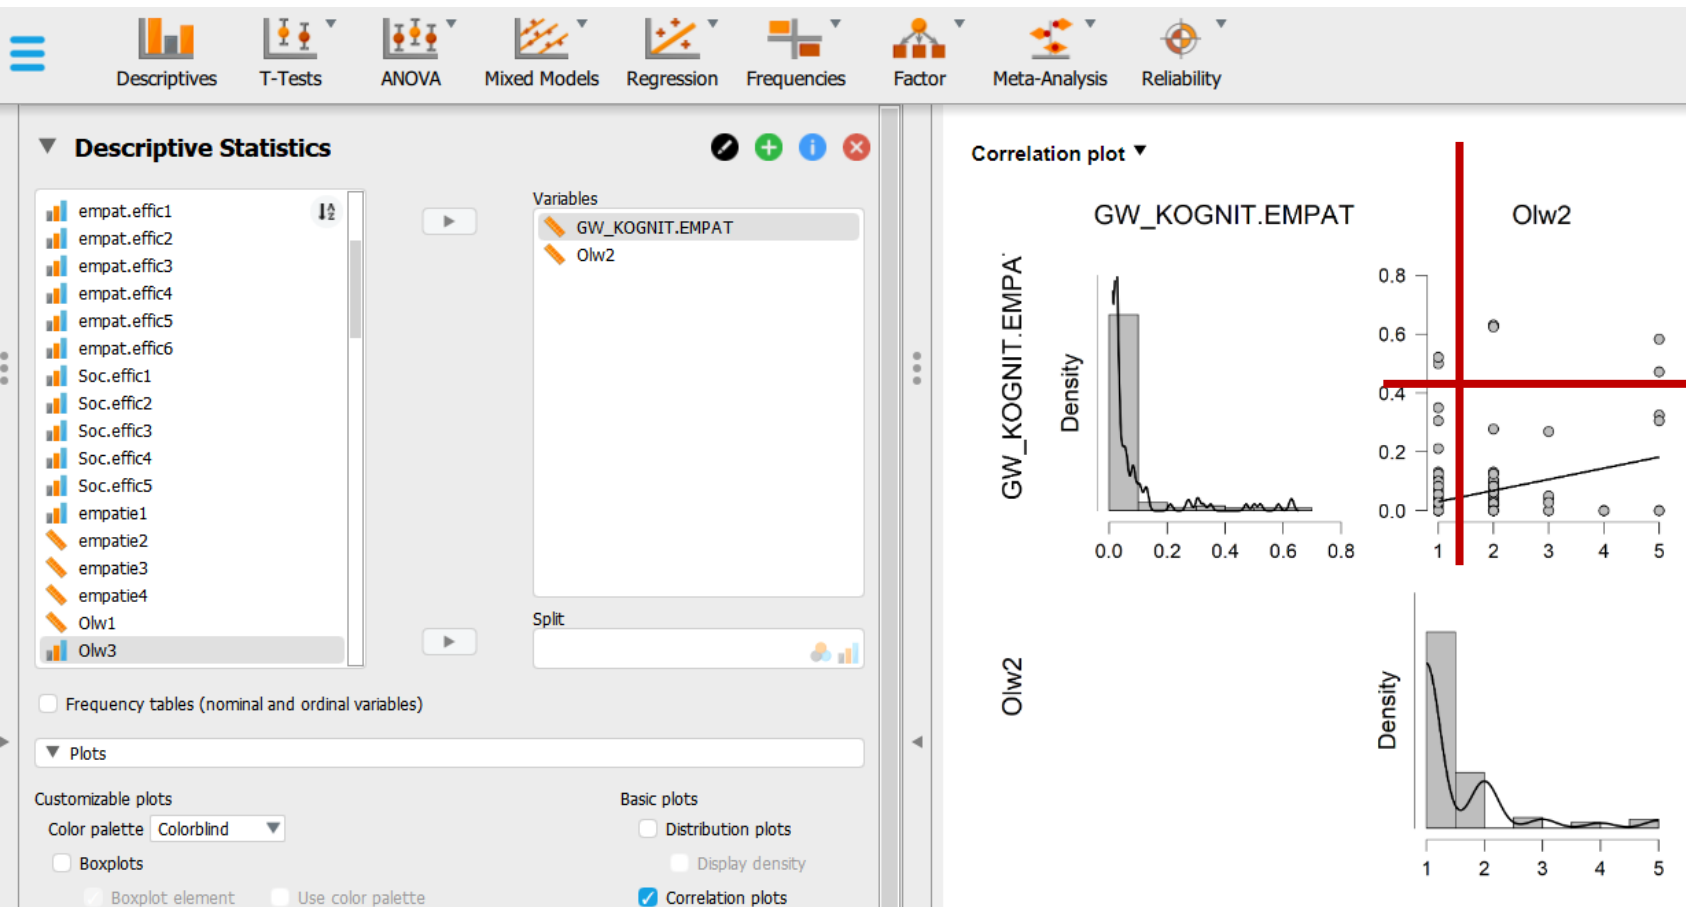 Descriptives T-Tests ANOVA Mixed Models Regression Frequencies Factor Meta-Analysis Reliability
Descriptive Statistics
empat.effic1
empat.effic2
empat.effic3
empat.effic4
empat.effic5
empat.effic6
Soc.effic1
Soc.effic2
Soc.effic3
Soc.effic4
Soc.effic5
empatie1
empatie2
empatie3
empatie4
Olw1
Olw3
Variables
GW_KOGNIT.EMPAT
Olw2
Split
Frequency tables (nominal and ordinal variables)
Plots
Customizable plots
Color palette Colorblind
Boxplots
Boxplot element Use color palette
Basic plots
Distribution plots
Display density
Correlation plots
Correlation plot
GW_KOGNIT.EMPAT Olw2
GW_KOGNIT.EMPA
Density
0.0 0.2 0.4 0.6 0.8
0.8
0.6
0.4
0.2
0.0
1 2 3 4 5
Olw2
Density
1 2 3 4 5